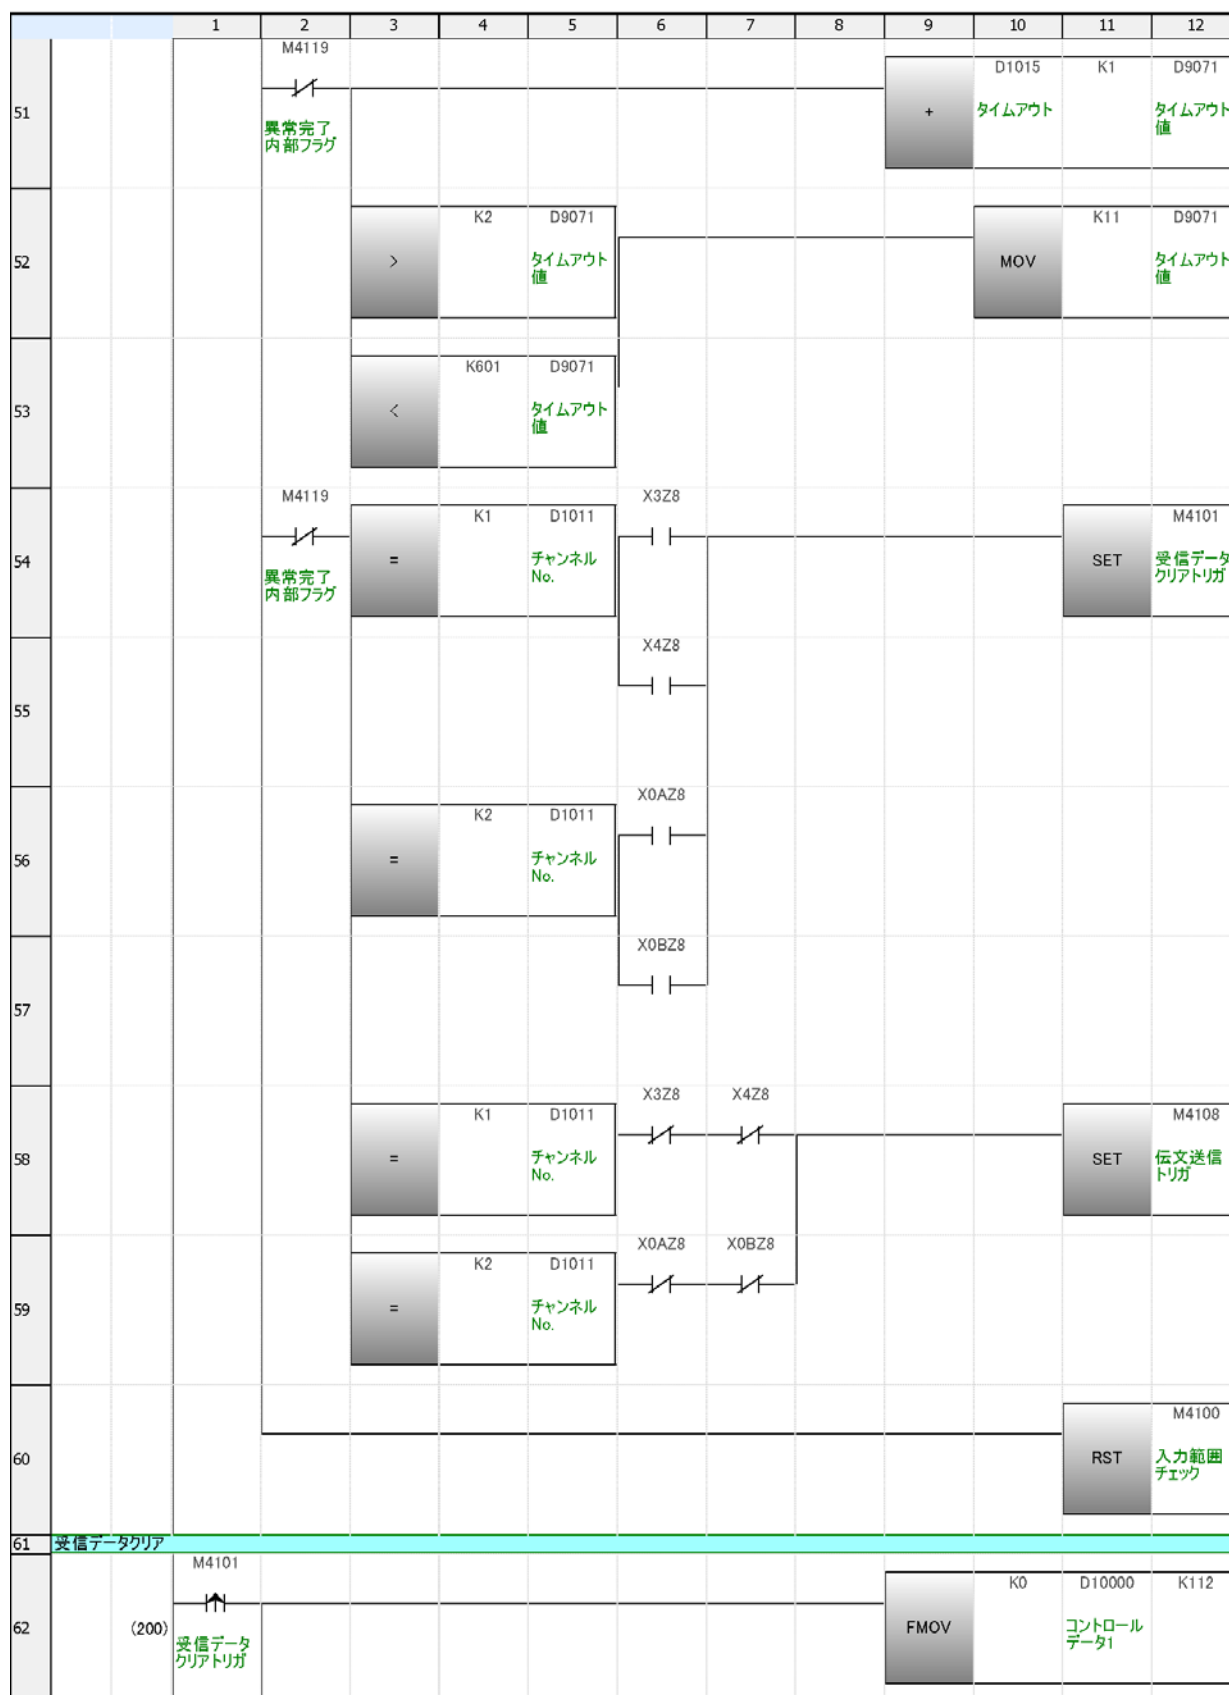 1 2 3 4 5 6 7 8 9 10 11 12
M4119
D1015 K1 D9071
51
+
タイムアウト
タイムアウト
値
異常完了
内部フラグ
K2 D9071
K11 D9071
52
>
タイムアウト
値
MOV
タイムアウト
値
K601 D9071
53
<
タイムアウト
値
M4119
K1 D1011
X3Z8
M4101
54
=
チャンネル
No.
SET
受信データ
クリアトリガ
異常完了
内部フラグ
X4Z8
55
K2 D1011
X0AZ8
56
=
チャンネル
No.
X0BZ8
57
K1 D1011
X3Z8 X4Z8
M4108
58
=
チャンネル
No.
SET
伝文送信
トリガ
K2 D1011
X0AZ8 X0BZ8
59
=
チャンネル
No.
M4100
60
RST
入力範囲
チェック
61 受信データクリア
M4101
K0 D10000 K112
62
(200)
受信データ
クリアトリガ
FMOV
コントロール
データ1